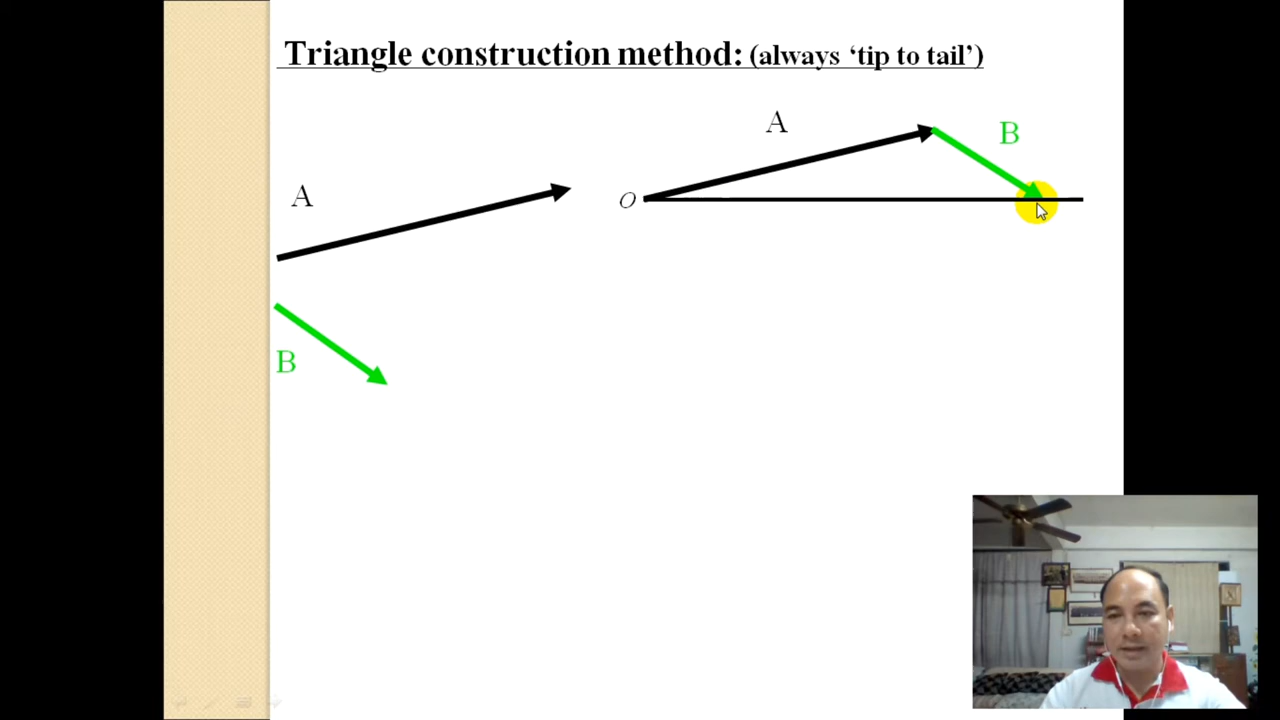 Triangle construction method: (always ‘tip to tail’)
A
B
A
O
B